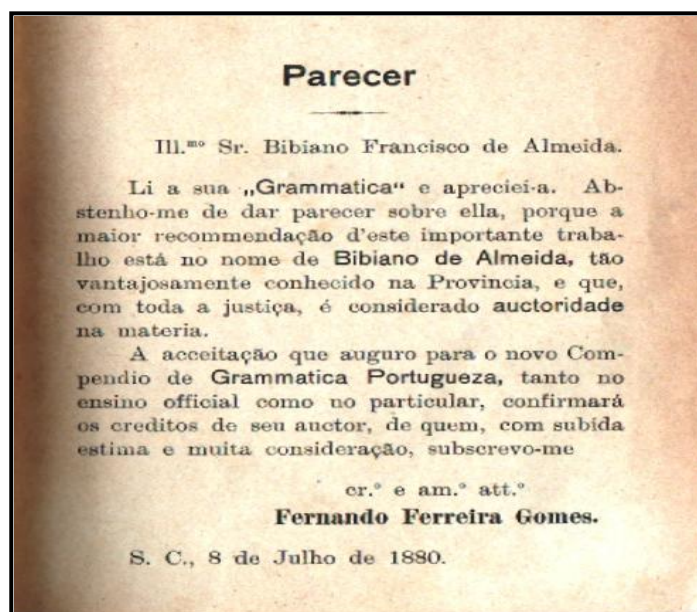 Parecer
Ill.ᵐᵒ Sr. Bibiano Francisco de Almeida.
Li a sua „Grammatica“ e apreciei-a. Ab-
stenho-me de dar parecer sobre ella, porque a
maior recommendação d'este importante traba-
lho está no nome de Bibiano de Almeida, tão
vantajosamente conhecido na Provincia, e que,
com toda a justiça, é considerado auctoridade
na materia.
A acceitação que auguro para o novo Com-
pendio de Grammatica Portugueza, tanto no
ensino official como no particular, confirmará
os creditos de seu auctor, de quem, com subida
estima e muita consideração, subscrevo-me
cr.º e am.º att.º
Fernando Ferreira Gomes.
S. C., 8 de Julho de 1880.